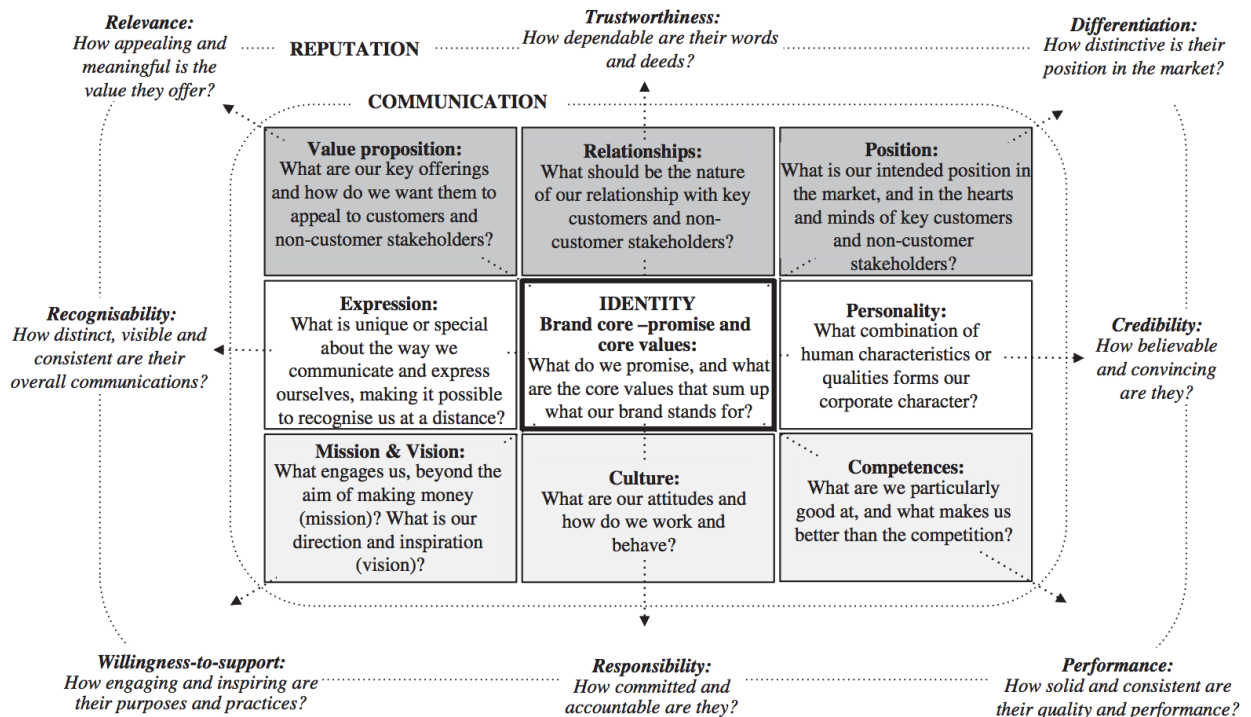 Relevance:
How appealing and
meaningful is the
value they offer?
REPUTATION
Trustworthiness:
How dependable are their words
and deeds?
Differentiation:
How distinctive is their
position in the market?
COMMUNICATION
Value proposition:
What are our key offerings
and how do we want them to
appeal to customers and
non-customer stakeholders?
Relationships:
What should be the nature
of our relationship with key
customers and non-
customer stakeholders?
Position:
What is our intended position in
the market, and in the hearts
and minds of key customers
and non-customer
stakeholders?
Recognisability:
How distinct, visible and
consistent are their
overall communications?
Expression:
What is unique or special
about the way we
communicate and express
ourselves, making it possible
to recognise us at a distance?
IDENTITY
Brand core –promise and
core values:
What do we promise, and what
are the core values that sum up
what our brand stands for?
Personality:
What combination of
human characteristics or
qualities forms our
corporate character?
Credibility:
How believable
and convincing
are they?
Mission & Vision:
What engages us, beyond the
aim of making money
(mission)? What is our
direction and inspiration
(vision)?
Culture:
What are our attitudes and
how do we work and
behave?
Competences:
What are we particularly
good at, and what makes us
better than the competition?
Willingness-to-support:
How engaging and inspiring are
their purposes and practices?
Responsibility:
How committed and
accountable are they?
Performance:
How solid and consistent are
their quality and performance?